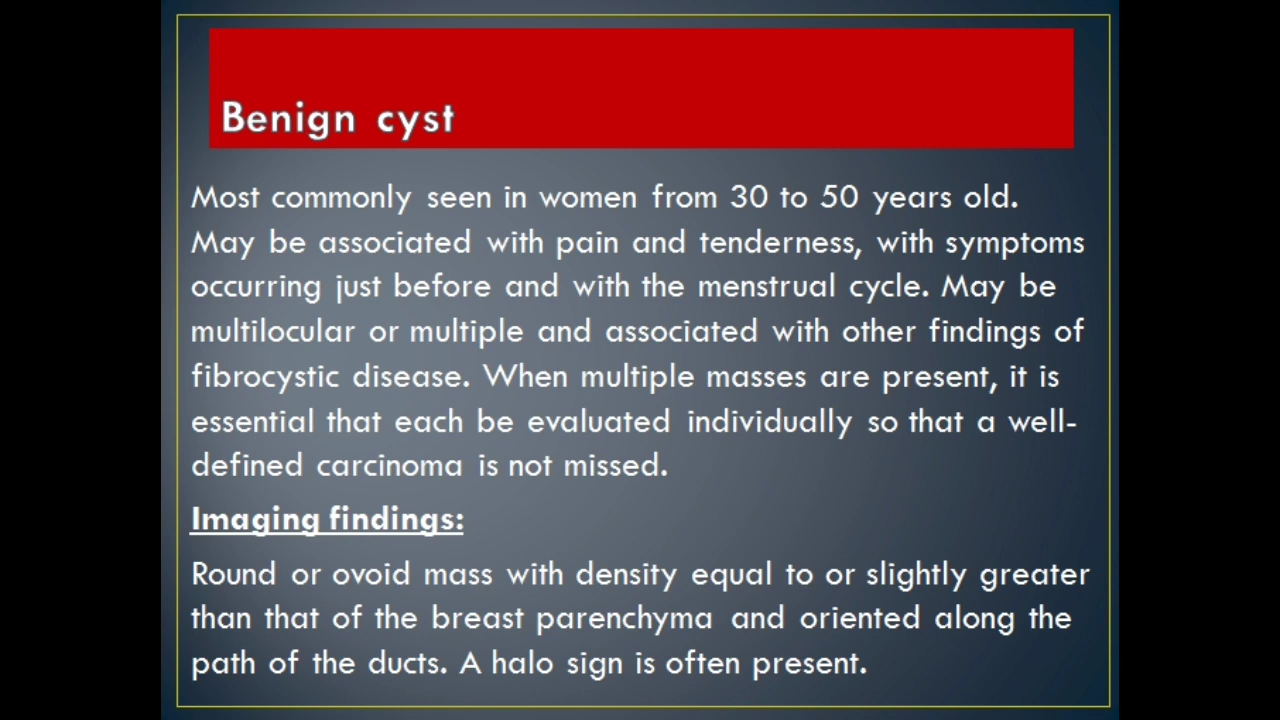 Benign cyst
Most commonly seen in women from 30 to 50 years old.
May be associated with pain and tenderness, with symptoms
occurring just before and with the menstrual cycle. May be
multilocular or multiple and associated with other findings of
fibrocystic disease. When multiple masses are present, it is
essential that each be evaluated individually so that a well-
defined carcinoma is not missed.
Imaging findings:
Round or ovoid mass with density equal to or slightly greater
than that of the breast parenchyma and oriented along the
path of the ducts. A halo sign is often present.